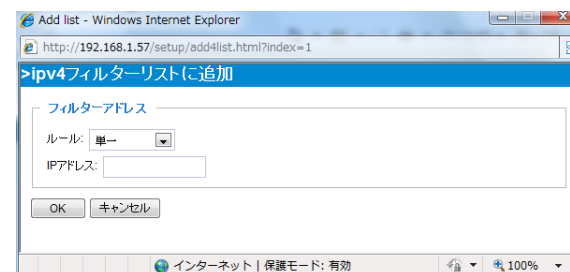 Add list - Windows Internet Explorer
http://192.168.1.57/setup/add4list.html?index=1
>ipv4フィルターリストに追加
フィルターアドレス
ルール: 単一
IPアドレス:
OK キャンセル
インターネット | 保護モード: 有効 100%